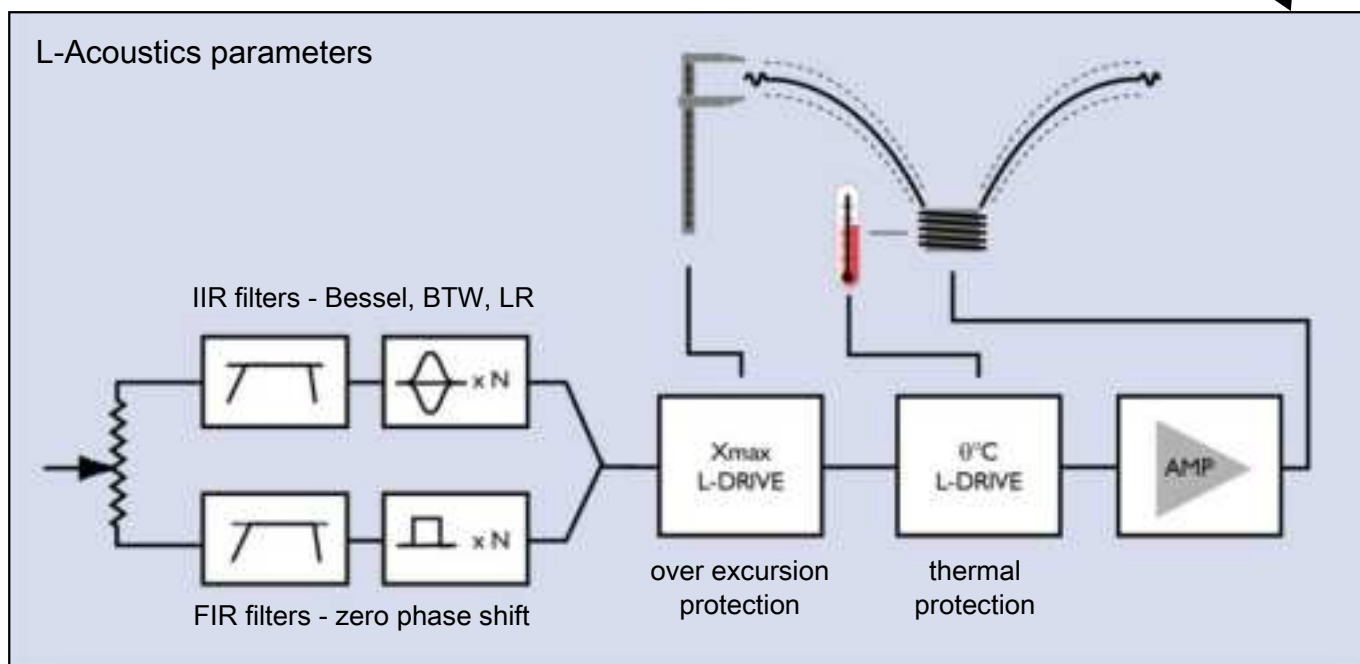 L-Acoustics parameters
IIR filters - Bessel, BTW, LR
x N
x N
FIR filters - zero phase shift
Xmax
L-DRIVE
θ°C
L-DRIVE
AMP
over excursion
protection
thermal
protection